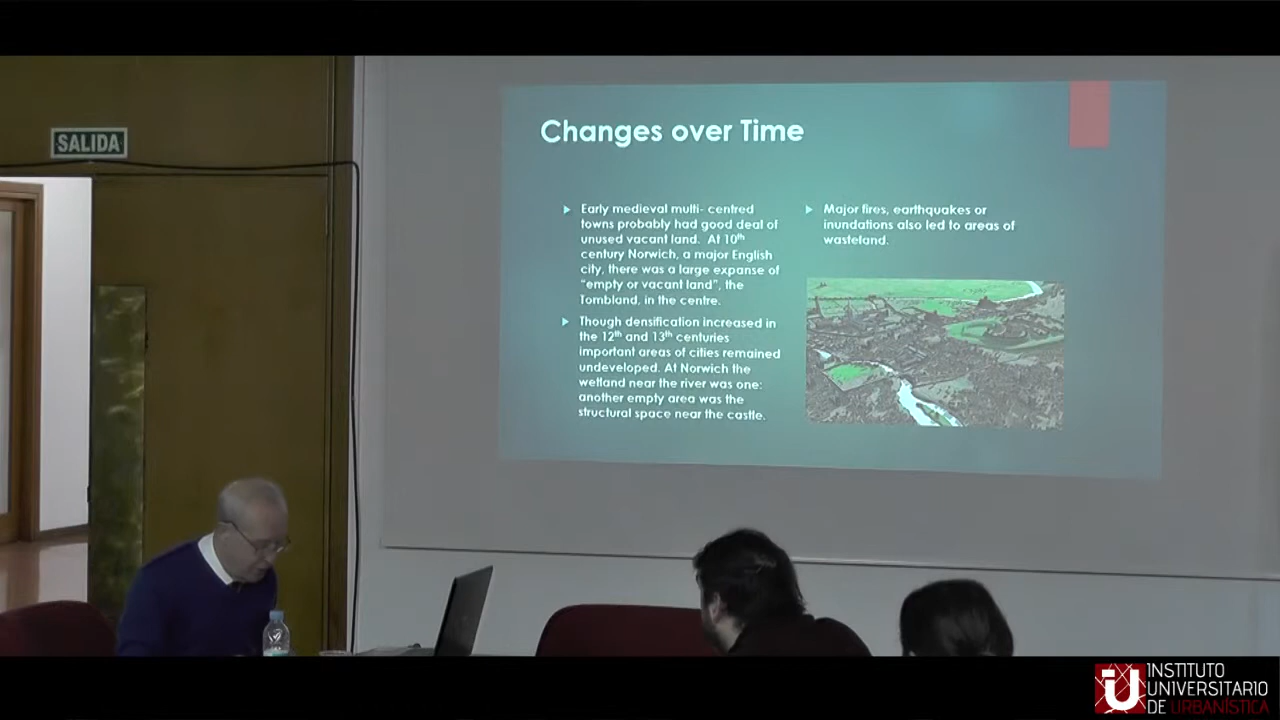 SALIDA
Changes over Time
Early medieval multi- centred
towns probably had good deal of
unused vacant land. At 10th
century Norwich, a major English
city, there was a large expanse of
"empty or vacant land", the
Tombland, in the centre.
Though densification increased in
the 12th and 13th centuries
important areas of cities remained
undeveloped. At Norwich the
wetland near the river was one:
another empty area was the
structural space near the castle.
Major fires, earthquakes or
inundations also led to areas of
wasteland.
iU INSTITUTO
UNIVERSITARIO
DE URBANÍSTICA